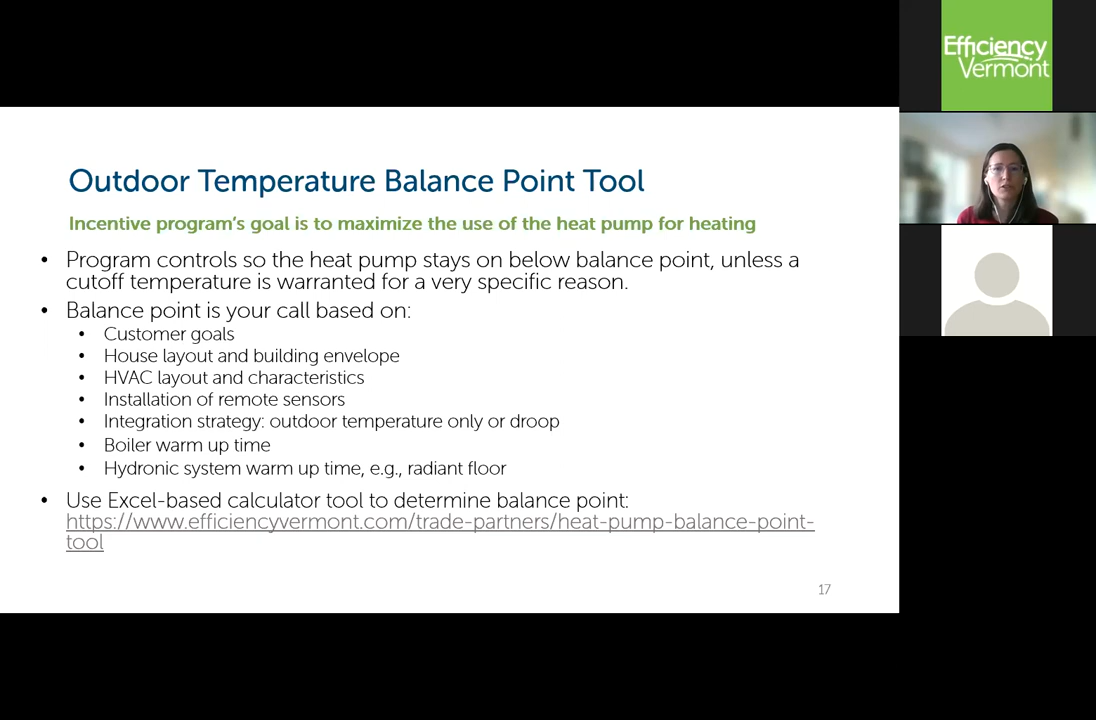 Outdoor Temperature Balance Point Tool
Incentive program's goal is to maximize the use of the heat pump for heating
• Program controls so the heat pump stays on below balance point, unless a
cutoff temperature is warranted for a very specific reason.
• Balance point is your call based on:
• Customer goals
• House layout and building envelope
• HVAC layout and characteristics
• Installation of remote sensors
• Integration strategy: outdoor temperature only or droop
• Boiler warm up time
• Hydronic system warm up time, e.g., radiant floor
• Use Excel-based calculator tool to determine balance point:
https://www.efficiencyvermont.com/trade-partners/heat-pump-balance-point-
tool
17
Efficiency
Vermont